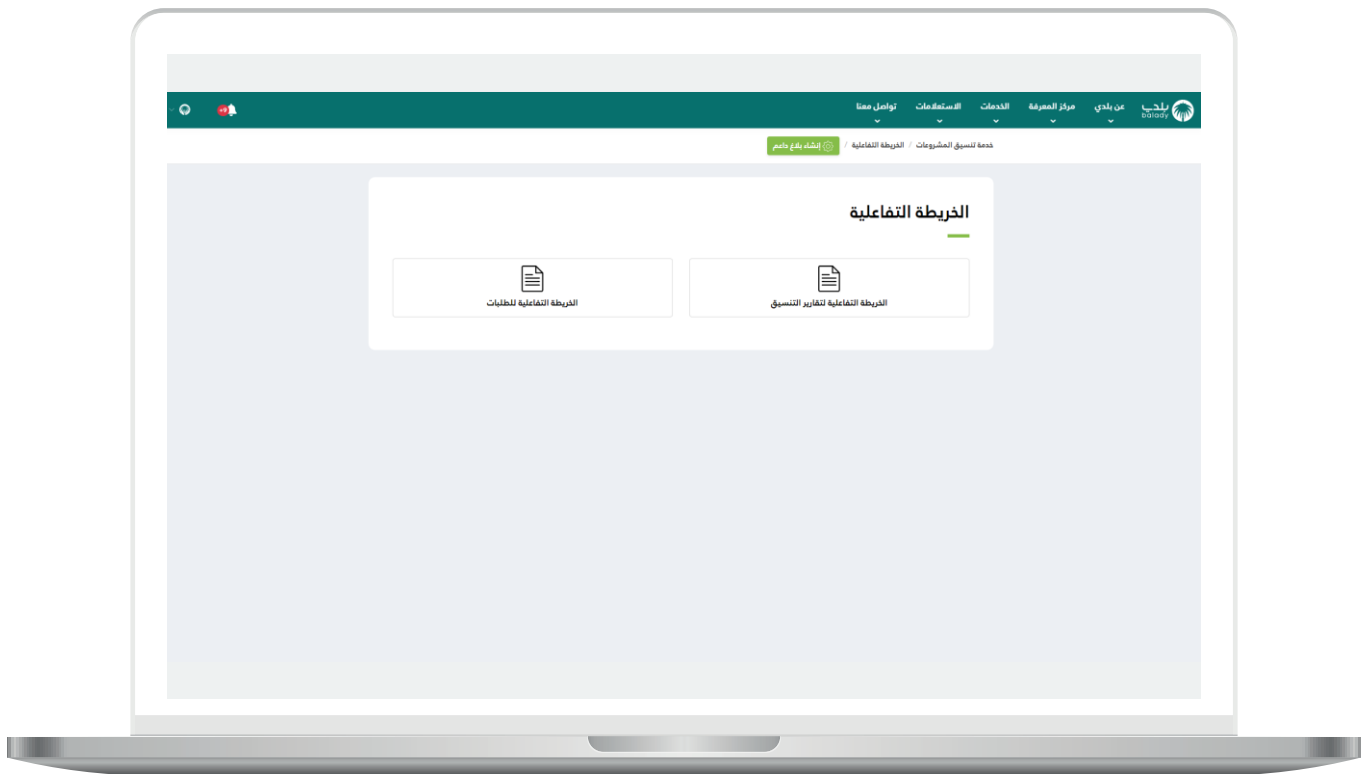 بلدي
balady
عن بلدي
مركز المعرفة
الخدمات
الاستعلامات
تواصل معنا
خدمة تنسيق المشروعات / الخريطة التفاعلية /
إنشاء بلاغ داعم
الخريطة التفاعلية
الخريطة التفاعلية لتقارير التنسيق
الخريطة التفاعلية للطلبات